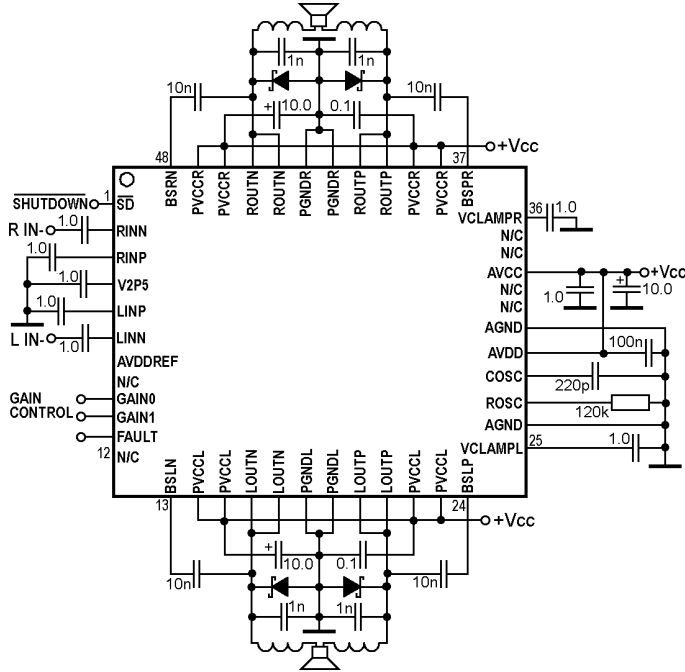 1n 1n
10n + 10.0 0.1 10n
48 37 +Vcc
BSRN PVCCR PVCCR ROUTN ROUTN PGNDR PGNDR ROUTP ROUTP PVCCR PVCCR BSPR
SHUTDOWN 1 SD
R IN- 1.0 RINN
1.0 RINP
1.0 V2P5
1.0 LINP
L IN- 1.0 LINN
AVDDREF
N/C
GAIN CONTROL
GAIN0
GAIN1
FAULT
12 N/C
VCLAMPR 36 1.0
N/C
N/C
AVCC +Vcc
N/C 1.0 + 10.0
N/C
AGND
AVDD 100n
COSC 220p
ROSC 120k
AGND
VCLAMPL 25 1.0
BSLN PVCCL PVCCL LOUTN LOUTN PGNDL PGNDL LOUTP LOUTP PVCCL PVCCL BSLP
13 24
+Vcc
+ 10.0 0.1
10n 10n
1n 1n